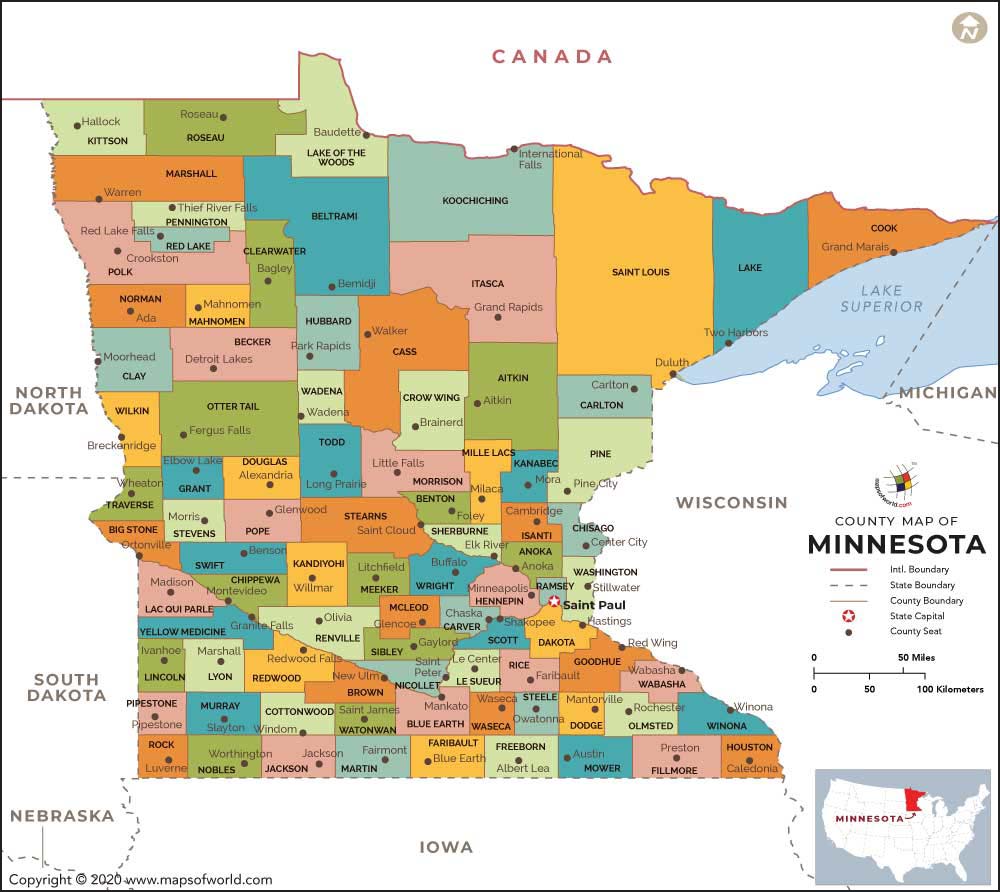 N
CANADA
Hallock
KITTSON
Roseau
ROSEAU
Baudette
LAKE OF THE
WOODS
International
Falls
MARSHALL
Warren
Thief River Falls
PENNINGTON
Red Lake Falls
RED LAKE
Crookston
POLK
BELTRAMI
Bemidji
KOOCHICHING
CLEARWATER
Bagley
SAINT LOUIS
LAKE
COOK
Grand Marais
LAKE
SUPERIOR
Two Harbors
Duluth
ITASCA
Grand Rapids
NORMAN
Ada
Mahnomen
MAHNOMEN
HUBBARD
Park Rapids
Walker
CASS
BECKER
Detroit Lakes
Moorhead
CLAY
NORTH
DAKOTA
MICHIGAN
AITKIN
Aitkin
Carlton
CARLTON
WADENA
Wadena
CROW WING
Brainerd
OTTER TAIL
Fergus Falls
WILKIN
Breckenridge
TODD
Long Prairie
Little Falls
MORRISON
MILLE LACS
Milaca
KANABEC
Mora
PINE
Pine City
Elbow Lake
GRANT
DOUGLAS
Alexandria
Wheaton
TRAVERSE
BENTON
Foley
Cambridge
ISANTI
WISCONSIN
CHISAGO
Center City
Morris
STEVENS
Glenwood
POPE
STEARNS
Saint Cloud
SHERBURNE
Elk River
ANOKA
Anoka
BIG STONE
Ortonville
Benson
SWIFT
KANDIYOHI
Willmar
Litchfield
MEEKER
Buffalo
WRIGHT
Minneapolis
HENNEPIN
RAMSEY
WASHINGTON
Stillwater
Saint Paul
Madison
LAC QUI PARLE
CHIPPEWA
Montevideo
Granite Falls
YELLOW MEDICINE
Olivia
RENVILLE
MCLEOD
Glencoe
Chaska
CARVER
Shakopee
SCOTT
Hastings
DAKOTA
Gaylord
SIBLEY
Ivanhoe
LINCOLN
Marshall
LYON
Redwood Falls
REDWOOD
New Ulm
BROWN
Saint
Peter
NICOLLET
Le Center
LE SUEUR
RICE
Faribault
Red Wing
GOODHUE
Wabasha
WABASHA
SOUTH
DAKOTA
PIPESTONE
Pipestone
MURRAY
Slayton
COTTONWOOD
Windom
Saint James
WATONWAN
Mankato
BLUE EARTH
Waseca
WASECA
STEELE
Owatonna
Mantorville
DODGE
Rochester
OLMSTED
Winona
WINONA
ROCK
Luverne
Worthington
NOBLES
Jackson
JACKSON
Fairmont
MARTIN
FARIBAULT
Blue Earth
FREEBORN
Albert Lea
Austin
MOWER
Preston
FILLMORE
HOUSTON
Caledonia
NEBRASKA
IOWA
mapsofworld.com
COUNTY MAP OF
MINNESOTA
Intl. Boundary
State Boundary
County Boundary
State Capital
County Seat
0 50 Miles
0 50 100 Kilometers
MINNESOTA
Copyright © 2020 www.mapsofworld.com